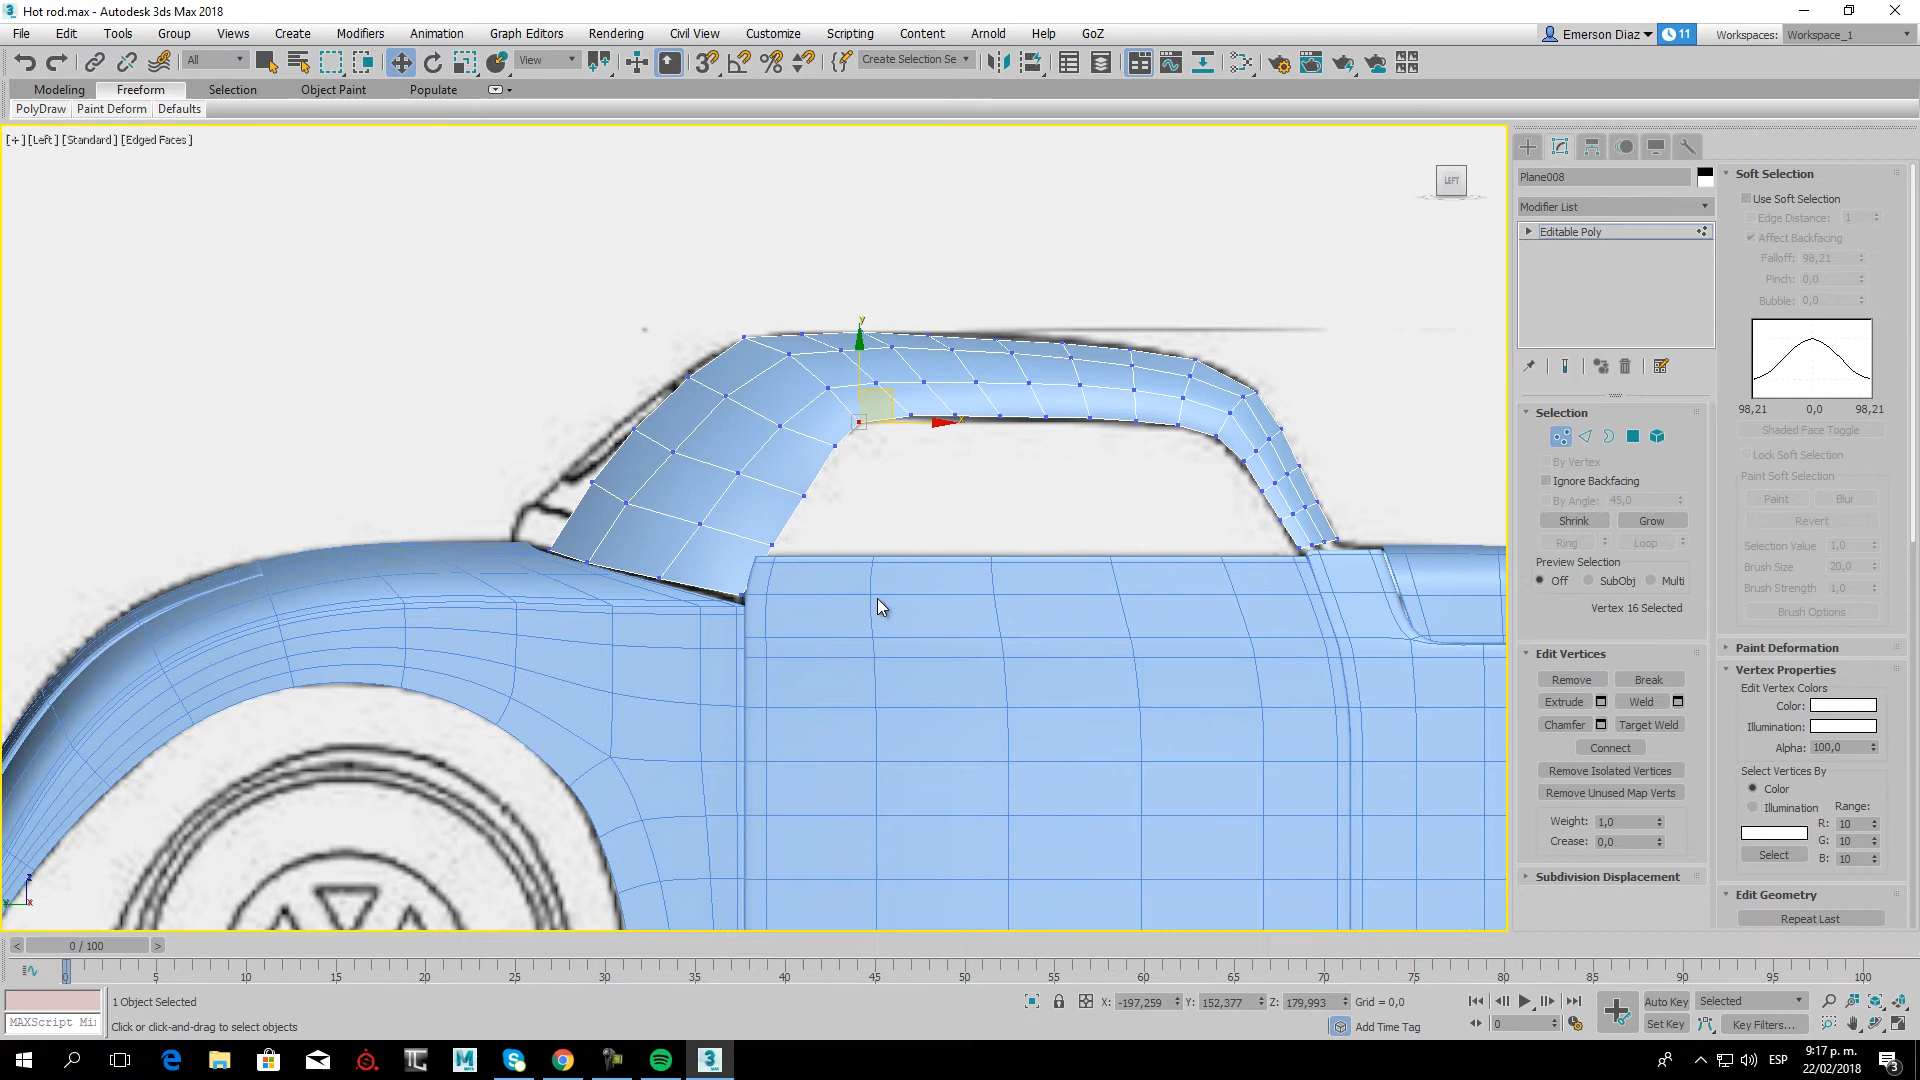 Hot rod.max - Autodesk 3ds Max 2018
File Edit Tools Group Views Create Modifiers Animation Graph Editors Rendering Civil View Customize Scripting Content Arnold Help GoZ
Emerson Diaz 11 Workspaces: Workspace_1
All View Create Selection Se
Modeling Freeform Selection Object Paint Populate
PolyDraw Paint Deform Defaults
[+] [Left] [Standard] [Edged Faces]
LEFT
y
x
Plane008
Modifier List
Editable Poly
Selection
By Vertex
Ignore Backfacing
By Angle: 45,0
Shrink Grow
Ring Loop
Preview Selection
Off SubObj Multi
Vertex 16 Selected
Edit Vertices
Remove Break
Extrude Weld
Chamfer Target Weld
Connect
Remove Isolated Vertices
Remove Unused Map Verts
Weight: 1,0
Crease: 0,0
Subdivision Displacement
Soft Selection
Use Soft Selection
Edge Distance: 1
Affect Backfacing
Falloff: 98,21
Pinch: 0,0
Bubble: 0,0
98,21 0,0 98,21
Shaded Face Toggle
Lock Soft Selection
Paint Soft Selection
Paint Blur
Revert
Selection Value 1,0
Brush Size 20,0
Brush Strength 1,0
Brush Options
Paint Deformation
Vertex Properties
Edit Vertex Colors
Color:
Illumination:
Alpha: 100,0
Select Vertices By
Color
Illumination Range:
R: 10
G: 10
Select B: 10
Edit Geometry
Repeat Last
z
y x
< 0 / 100 >
0 5 10 15 20 25 30 35 40 45 50 55 60 65 70 75 80 85 90 95 100
1 Object Selected
X: -197,259 Y: 152,377 Z: 179,993 Grid = 0,0
Auto Key Selected
MAXScript Mi
Click or click-and-drag to select objects
Add Time Tag
0
Set Key Key Filters...
ESP
9:17 p. m.
22/02/2018
3